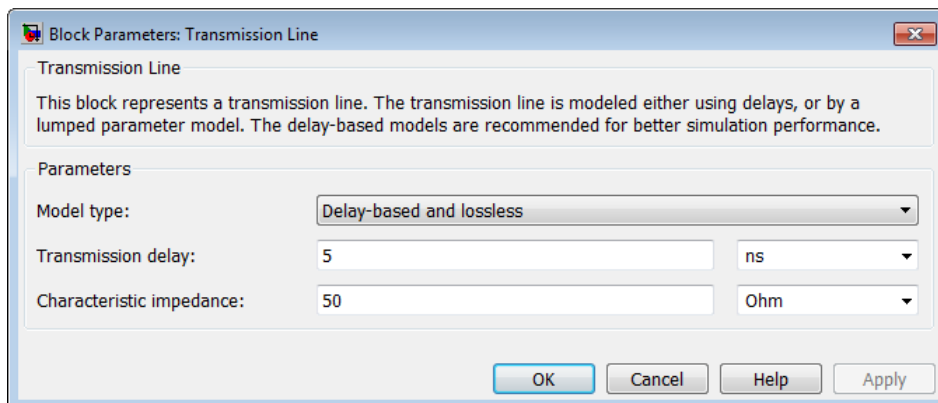 Block Parameters: Transmission Line
Transmission Line
This block represents a transmission line. The transmission line is modeled either using delays, or by a
lumped parameter model. The delay-based models are recommended for better simulation performance.
Parameters
Model type: Delay-based and lossless
Transmission delay: 5 ns
Characteristic impedance: 50 Ohm
OK Cancel Help Apply